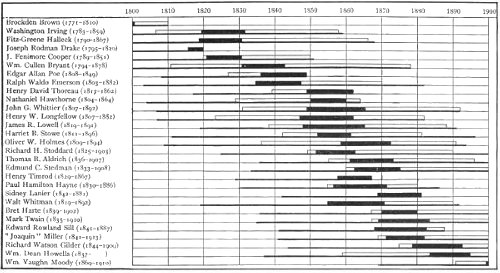 1800 1810 1820 1830 1840 1850 1860 1870 1880 1890 1900
Brockden Brown (1771-1810)
Washington Irving (1783-1859)
Fitz-Greene Halleck (1790-1867)
Joseph Rodman Drake (1795-1820)
J. Fenimore Cooper (1789-1851)
Wm. Cullen Bryant (1794-1878)
Edgar Allan Poe (1808-1849)
Ralph Waldo Emerson (1803-1882)
Henry David Thoreau (1817-1862)
Nathaniel Hawthorne (1804-1864)
John G. Whittier (1807-1892)
Henry W. Longfellow (1807-1882)
James R. Lowell (1819-1891)
Harriet B. Stowe (1811-1896)
Oliver W. Holmes (1809-1894)
Richard H. Stoddard (1825-1903)
Thomas B. Aldrich (1836-1907)
Edmund C. Stedman (1833-1908)
Henry Timrod (1829-1867)
Paul Hamilton Hayne (1830-1886)
Sidney Lanier (1842-1881)
Walt Whitman (1819-1892)
Bret Harte (1839-1902)
Mark Twain (1835-1910)
Edward Rowland Sill (1841-1887)
"Joaquin" Miller (1841-1913)
Richard Watson Gilder (1844-1909)
Wm. Dean Howells (1837- )
Wm. Vaughn Moody (1869-1910)